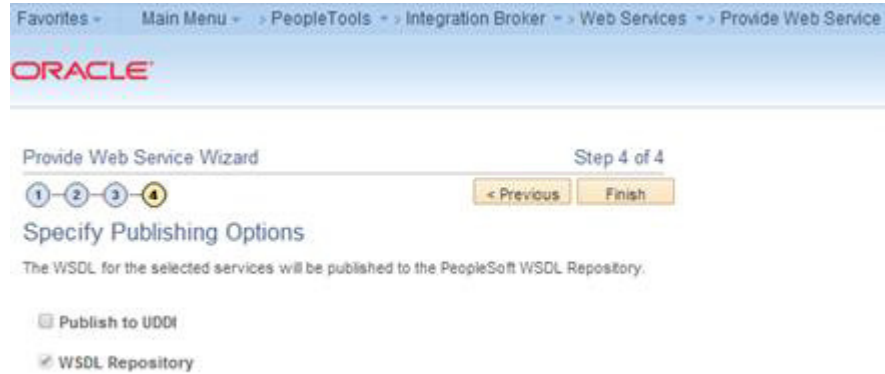 Favorites Main Menu > PeopleTools > Integration Broker > Web Services > Provide Web Service
ORACLE
Provide Web Service Wizard Step 4 of 4
1 2 3 4 < Previous Finish
Specify Publishing Options
The WSDL for the selected services will be published to the PeopleSoft WSDL Repository.
Publish to UDDI
WSDL Repository